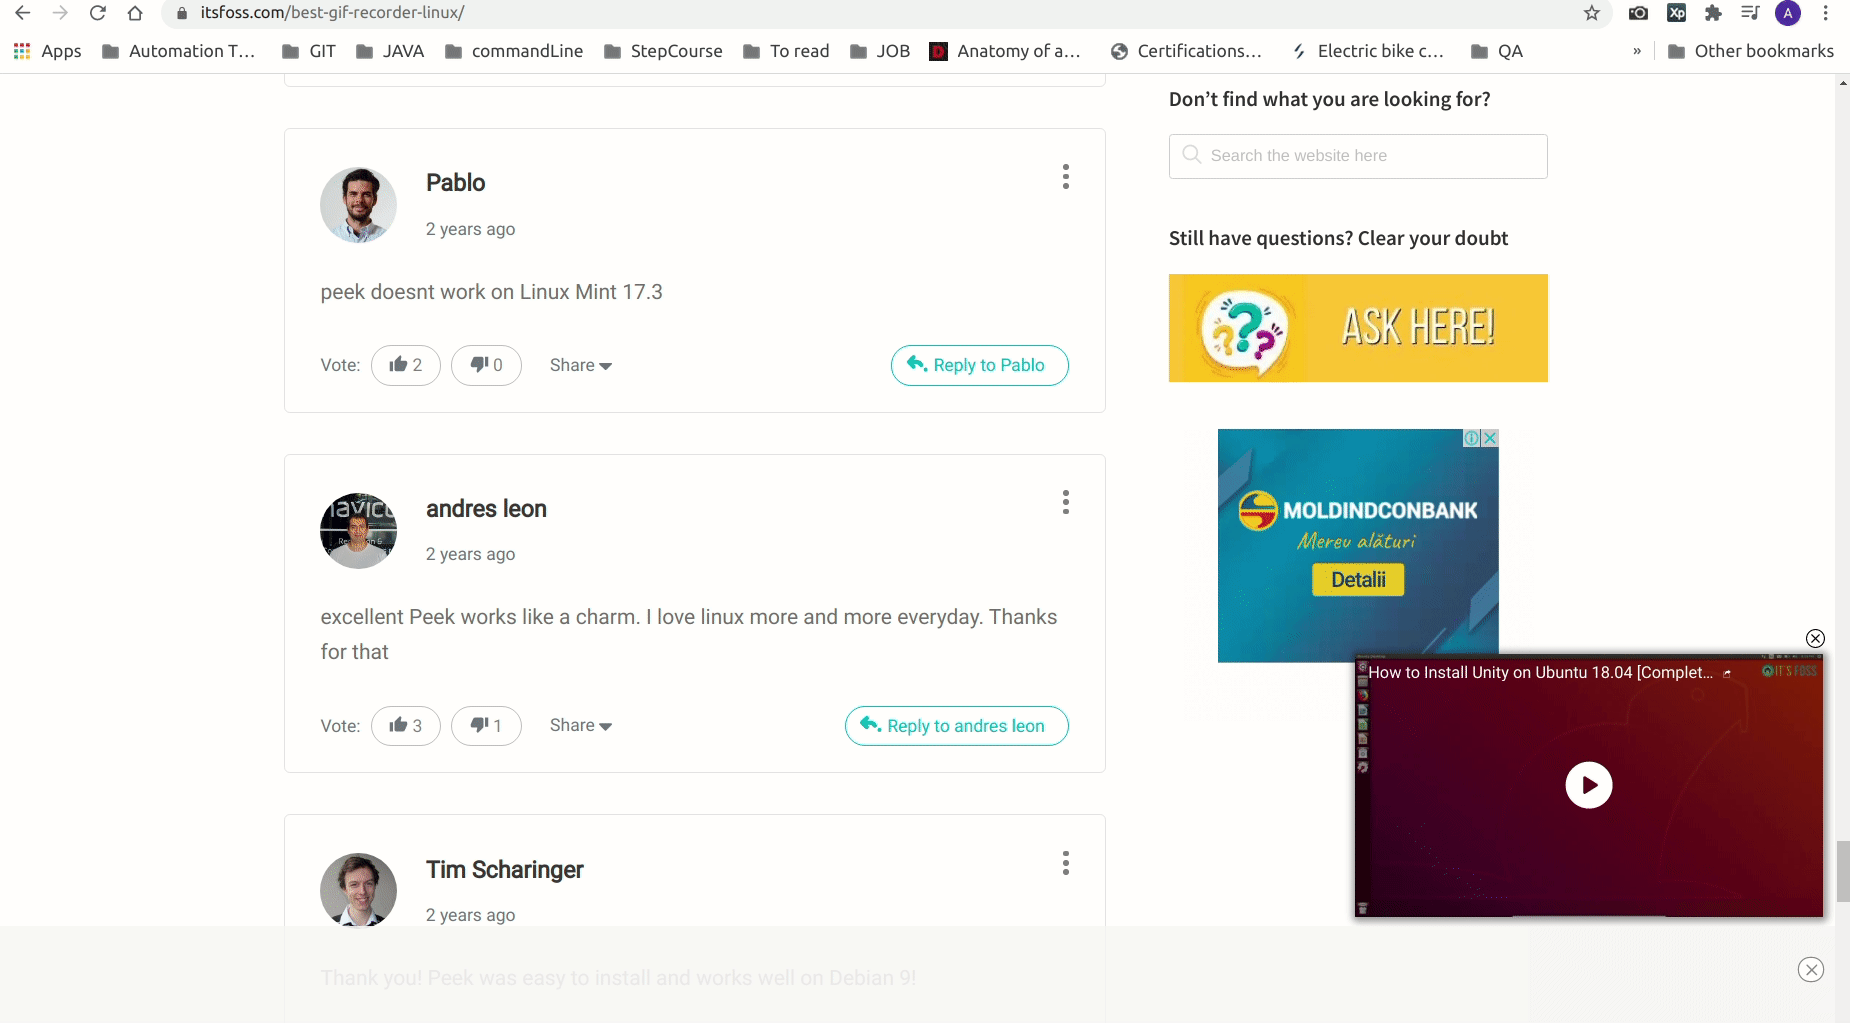 itsfoss.com/best-gif-recorder-linux/
A
Apps
Automation T...
GIT
JAVA
commandLine
StepCourse
To read
JOB
Anatomy of a...
Certifications...
Electric bike c...
QA
»
Other bookmarks
Pablo
2 years ago
peek doesnt work on Linux Mint 17.3
Vote:
2
0
Share
Reply to Pablo
andres leon
2 years ago
excellent Peek works like a charm. I love linux more and more everyday. Thanks
for that
Vote:
3
1
Share
Reply to andres leon
Tim Scharinger
2 years ago
Thank you! Peek was easy to install and works well on Debian 9!
Don’t find what you are looking for?
Search the website here
Still have questions? Clear your doubt
ASK HERE!
MOLDINDCONBANK
Mereu alături
Detalii
How to Install Unity on Ubuntu 18.04 [Complet...
IT'S FOSS